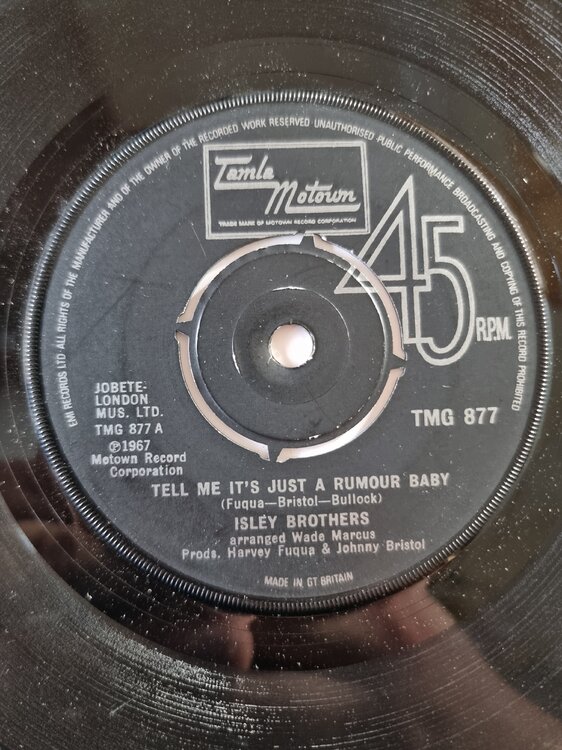 EMI RECORDS LTD ALL RIGHTS OF THE MANUFACTURER AND OF THE OWNER OF THE RECORDED WORK RESERVED UNAUTHORISED PUBLIC PERFORMANCE BROADCASTING AND COPYING OF THIS RECORD PROHIBITED
Tamla
Motown
TRADE MARK OF MOTOWN RECORD CORPORATION
45
R.P.M.
JOBETE-
LONDON
MUS. LTD.
TMG 877 A
℗1967
Motown Record
Corporation
TMG 877
TELL ME IT'S JUST A RUMOUR BABY
(Fuqua—Bristol—Bullock)
ISLEY BROTHERS
arranged Wade Marcus
Prods. Harvey Fuqua & Johnny Bristol
MADE IN GT BRITAIN